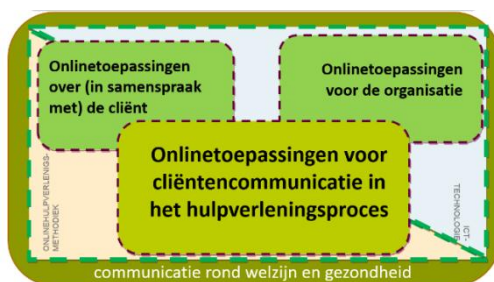 Onlinetoepassingen
over (in samenspraak
met) de cliënt
Onlinetoepassingen
voor de organisatie
Onlinetoepassingen voor
cliëntencommunicatie in
het hulpverleningsproces
ONLINEHULPVERLENIGS-
METHODIEK
ICT-
TECHNOLOGIE
communicatie rond welzijn en gezondheid